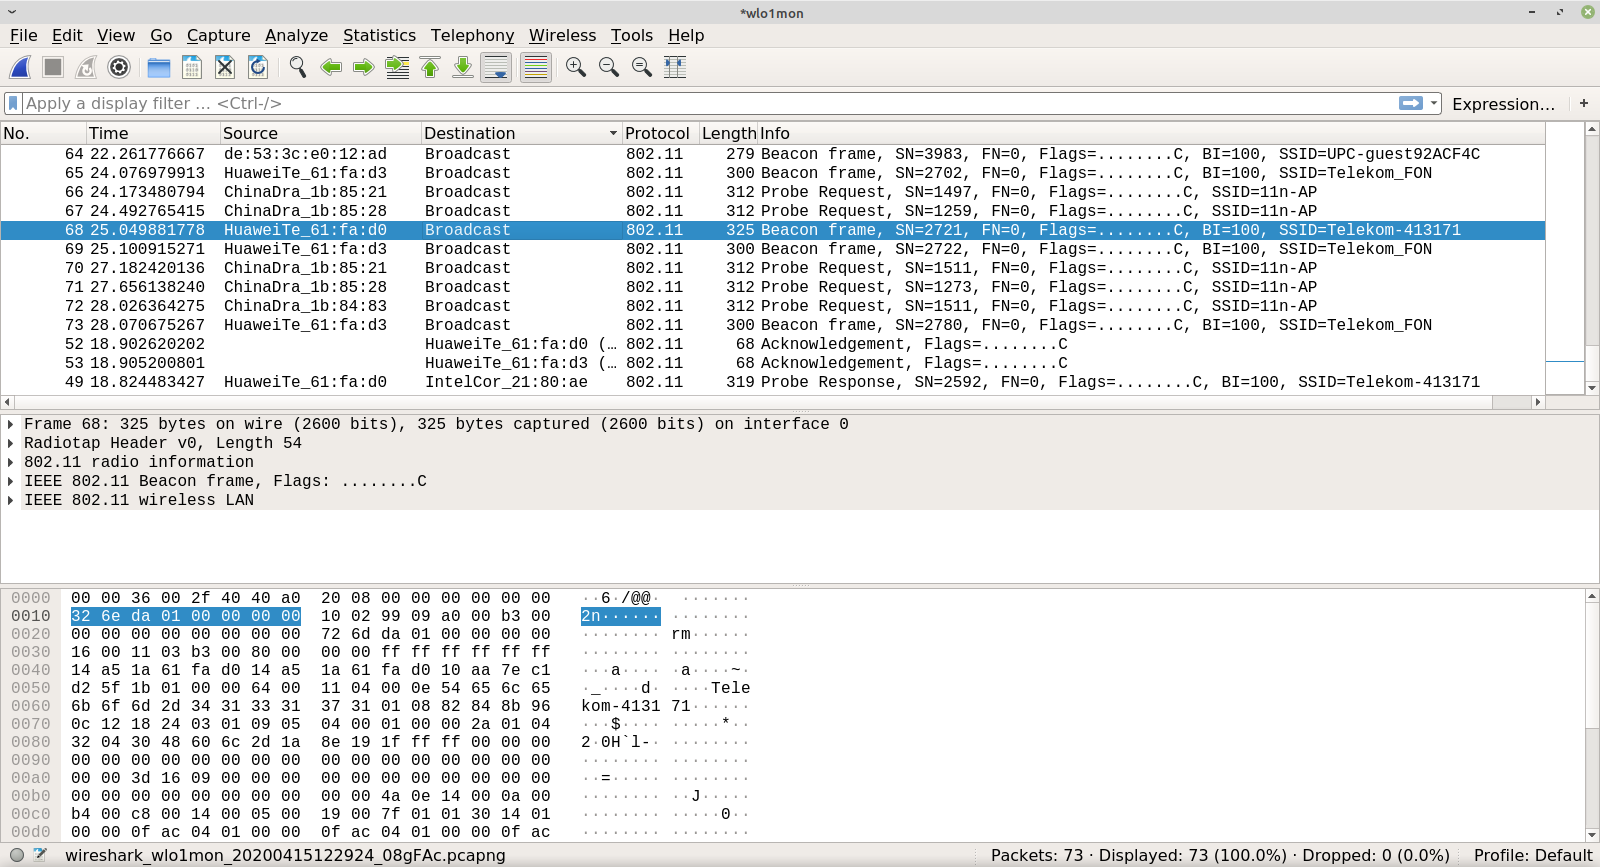 *wlo1mon
File Edit View Go Capture Analyze Statistics Telephony Wireless Tools Help
Apply a display filter … <Ctrl-/> Expression… +
No. Time Source Destination Protocol Length Info
64 22.261776667 de:53:3c:e0:12:ad Broadcast 802.11 279 Beacon frame, SN=3983, FN=0, Flags=........C, BI=100, SSID=UPC-guest92ACF4C
65 24.076979913 HuaweiTe_61:fa:d3 Broadcast 802.11 300 Beacon frame, SN=2702, FN=0, Flags=........C, BI=100, SSID=Telekom_FON
66 24.173480794 ChinaDra_1b:85:21 Broadcast 802.11 312 Probe Request, SN=1497, FN=0, Flags=........C, SSID=11n-AP
67 24.492765415 ChinaDra_1b:85:28 Broadcast 802.11 312 Probe Request, SN=1259, FN=0, Flags=........C, SSID=11n-AP
68 25.049881778 HuaweiTe_61:fa:d0 Broadcast 802.11 325 Beacon frame, SN=2721, FN=0, Flags=........C, BI=100, SSID=Telekom-413171
69 25.100915271 HuaweiTe_61:fa:d3 Broadcast 802.11 300 Beacon frame, SN=2722, FN=0, Flags=........C, BI=100, SSID=Telekom_FON
70 27.182420136 ChinaDra_1b:85:21 Broadcast 802.11 312 Probe Request, SN=1511, FN=0, Flags=........C, SSID=11n-AP
71 27.656138240 ChinaDra_1b:85:28 Broadcast 802.11 312 Probe Request, SN=1273, FN=0, Flags=........C, SSID=11n-AP
72 28.026364275 ChinaDra_1b:84:83 Broadcast 802.11 312 Probe Request, SN=1511, FN=0, Flags=........C, SSID=11n-AP
73 28.070675267 HuaweiTe_61:fa:d3 Broadcast 802.11 300 Beacon frame, SN=2780, FN=0, Flags=........C, BI=100, SSID=Telekom_FON
52 18.902620202 HuaweiTe_61:fa:d0 (… 802.11 68 Acknowledgement, Flags=........C
53 18.905200801 HuaweiTe_61:fa:d3 (… 802.11 68 Acknowledgement, Flags=........C
49 18.824483427 HuaweiTe_61:fa:d0 IntelCor_21:80:ae 802.11 319 Probe Response, SN=2592, FN=0, Flags=........C, BI=100, SSID=Telekom-413171
Frame 68: 325 bytes on wire (2600 bits), 325 bytes captured (2600 bits) on interface 0
Radiotap Header v0, Length 54
802.11 radio information
IEEE 802.11 Beacon frame, Flags: ........C
IEEE 802.11 wireless LAN
0000 00 00 36 00 2f 40 40 a0 20 08 00 00 00 00 00 00 ··6·/@@· ·······
0010 32 6e da 01 00 00 00 00 10 02 99 09 a0 00 b3 00 2n······ ········
0020 00 00 00 00 00 00 00 00 72 6d da 01 00 00 00 00 ········ rm······
0030 16 00 11 03 b3 00 80 00 00 00 ff ff ff ff ff ff ········ ········
0040 14 a5 1a 61 fa d0 14 a5 1a 61 fa d0 10 aa 7e c1 ···a···· ·a····~·
0050 d2 5f 1b 01 00 00 64 00 11 04 00 0e 54 65 6c 65 ·_····d· ····Tele
0060 6b 6f 6d 2d 34 31 33 31 37 31 01 08 82 84 8b 96 kom-4131 71······
0070 0c 12 18 24 03 01 09 05 04 00 01 00 00 2a 01 04 ···$···· ·····*··
0080 32 04 30 48 60 6c 2d 1a 8e 19 1f ff ff 00 00 00 2·0H`l-· ········
0090 00 00 00 00 00 00 00 00 00 00 00 00 00 00 00 00 ········ ········
00a0 00 00 3d 16 09 00 00 00 00 00 00 00 00 00 00 00 ··=····· ········
00b0 00 00 00 00 00 00 00 00 00 00 4a 0e 14 00 0a 00 ········ ··J·····
00c0 b4 00 c8 00 14 00 05 00 19 00 7f 01 01 30 14 01 ········ ·····0··
00d0 00 00 0f ac 04 01 00 00 0f ac 04 01 00 00 0f ac ········ ········
wireshark_wlo1mon_20200415122924_08gFAc.pcapng Packets: 73 · Displayed: 73 (100.0%) · Dropped: 0 (0.0%) Profile: Default